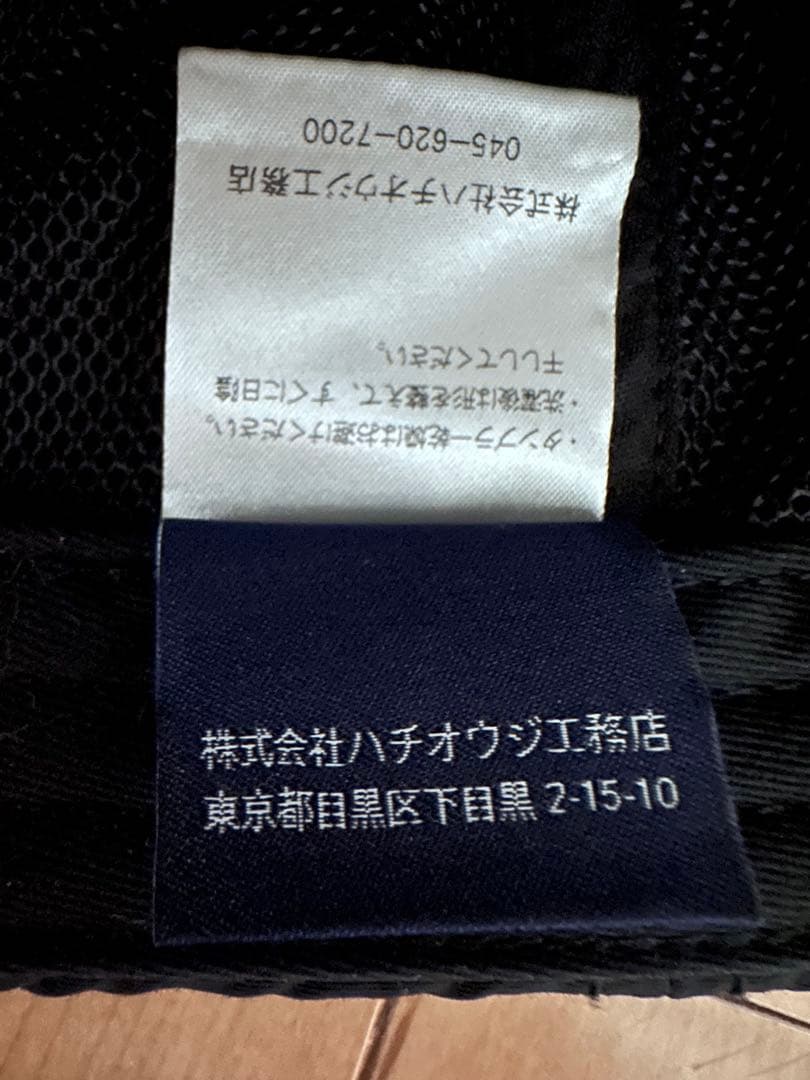 ・タンブラー乾燥はお避けください。
・洗濯後は形を整えて、すぐに日陰
干ししてください。
株式会社ハチオウジ工務店
045-620-7200
株式会社ハチオウジ工務店
東京都目黒区下目黒 2-15-10